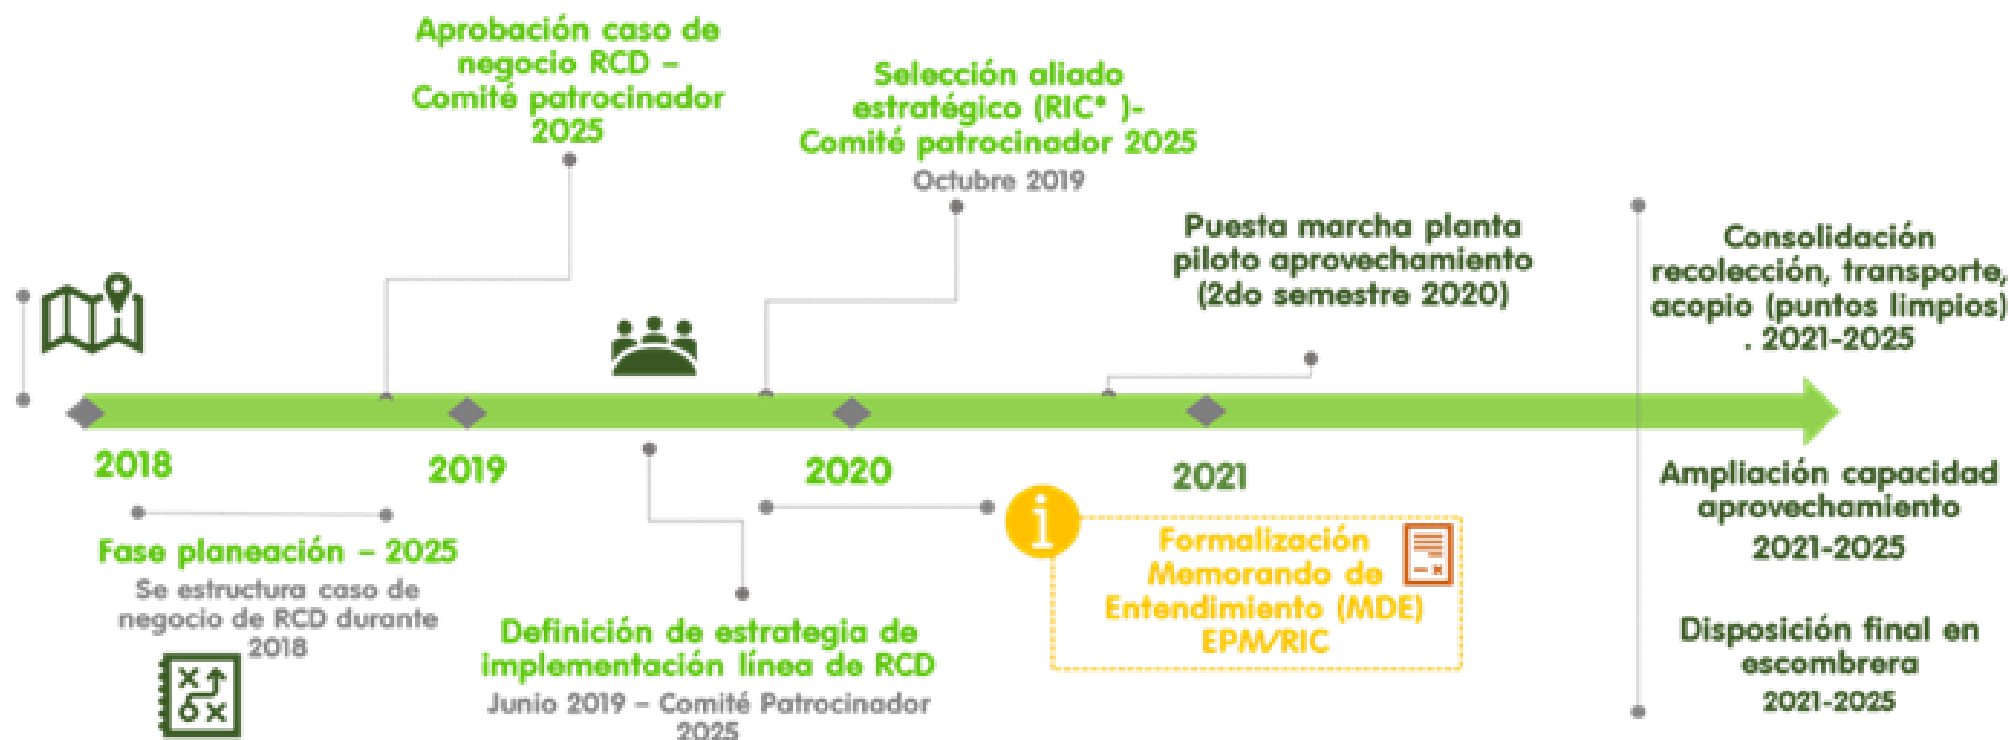 Aprobación caso de
negocio RCD –
Comité patrocinador
2025
Selección aliado
estratégico (RIC* )-
Comité patrocinador 2025
Octubre 2019
Puesta marcha planta
piloto aprovechamiento
(2do semestre 2020)
Consolidación
recolección, transporte,
acopio (puntos limpios)
. 2021-2025
2018
2019
2020
2021
Fase planeación – 2025
Se estructura caso de
negocio de RCD durante
2018
Definición de estrategia de
implementación línea de RCD
Junio 2019 – Comité Patrocinador
2025
Formalización
Memorando de
Entendimiento (MDE)
EPM/RIC
Ampliación capacidad
aprovechamiento
2021-2025
Disposición final en
escombrera
2021-2025